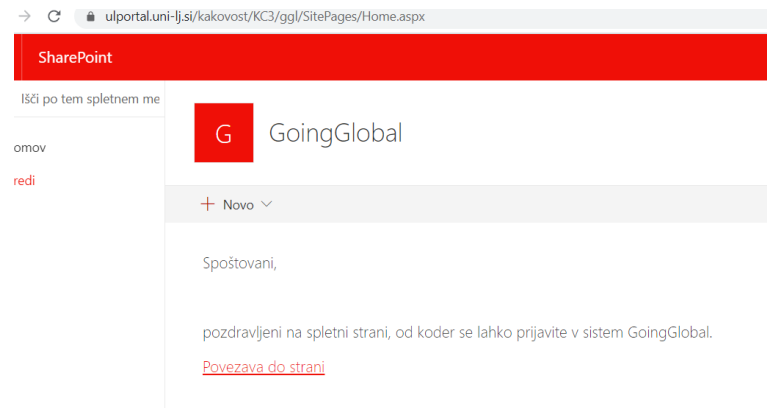 ulportal.uni-lj.si/kakovost/KC3/ggl/SitePages/Home.aspx
SharePoint
Išči po tem spletnem me
omov
redi
G GoingGlobal
+ Novo
Spoštovani,
pozdravljeni na spletni strani, od koder se lahko prijavite v sistem GoingGlobal.
Povezava do strani